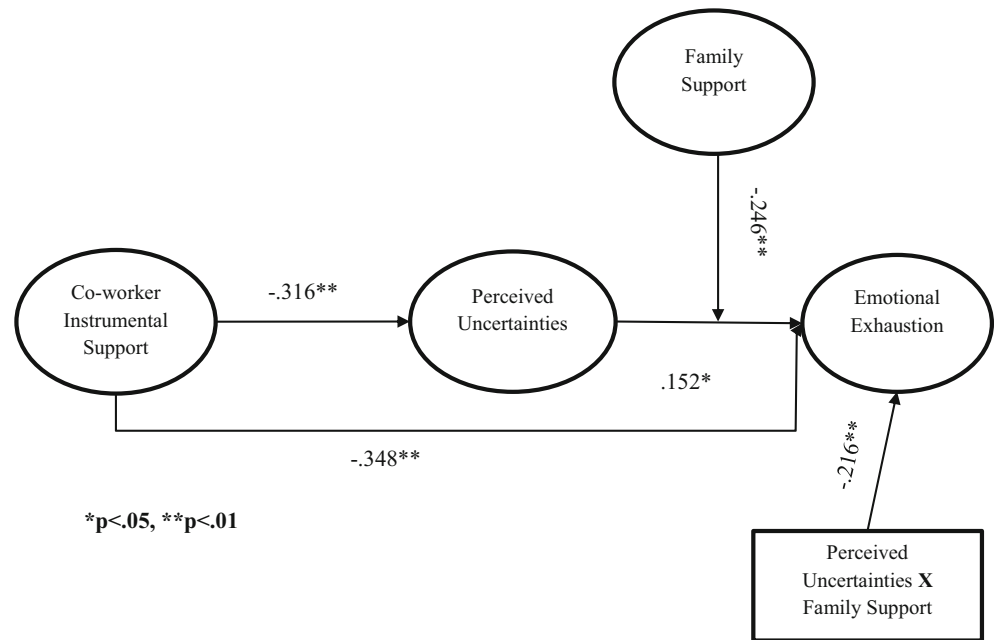 Family
Support
-.246**
Co-worker
Instrumental
Support
-.316**
Perceived
Uncertainties
Emotional
Exhaustion
.152*
-.348**
-.216**
*p<.05, **p<.01
Perceived
Uncertainties X
Family Support